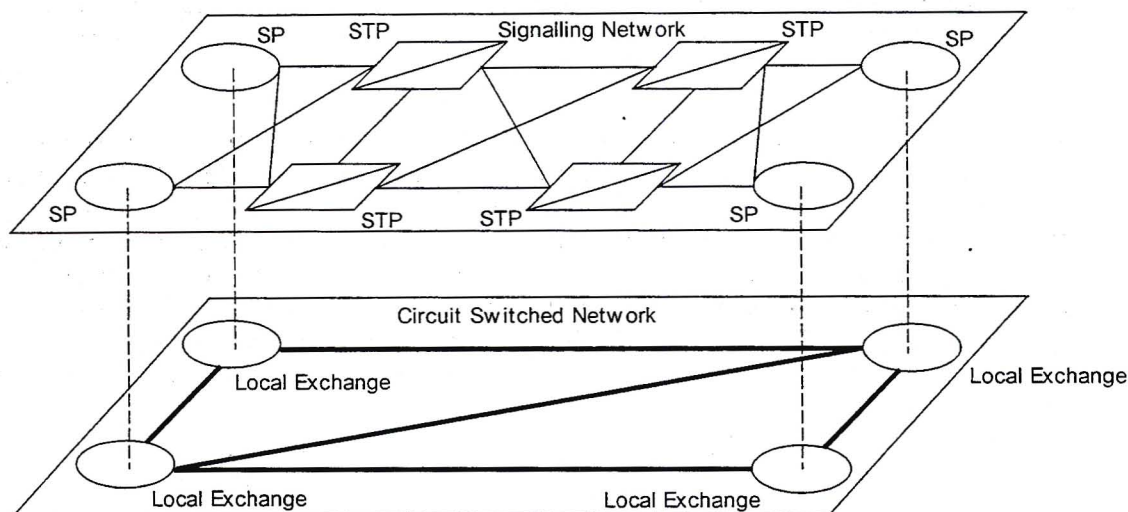 SP
STP
Signalling Network
STP
SP
SP
STP
STP
SP
Circuit Switched Network
Local Exchange
Local Exchange
Local Exchange
Local Exchange